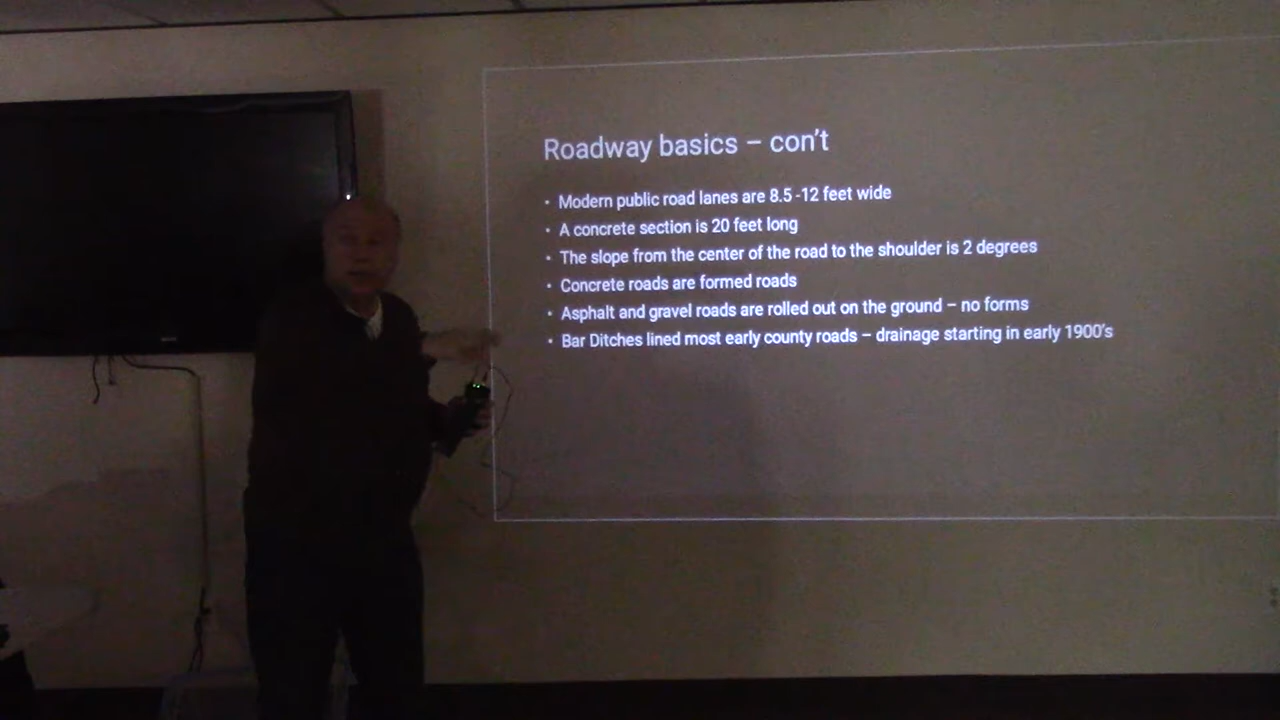 Roadway basics – con't
• Modern public road lanes are 8.5 -12 feet wide
• A concrete section is 20 feet long
• The slope from the center of the road to the shoulder is 2 degrees
• Concrete roads are formed roads
• Asphalt and gravel roads are rolled out on the ground – no forms
• Bar Ditches lined most early county roads – drainage starting in early 1900's